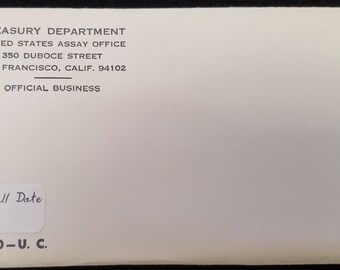 EASURY DEPARTMENT
ED STATES ASSAY OFFICE
350 DUBOCE STREET
FRANCISCO, CALIF. 94102
OFFICIAL BUSINESS
ll Date
–U. C.